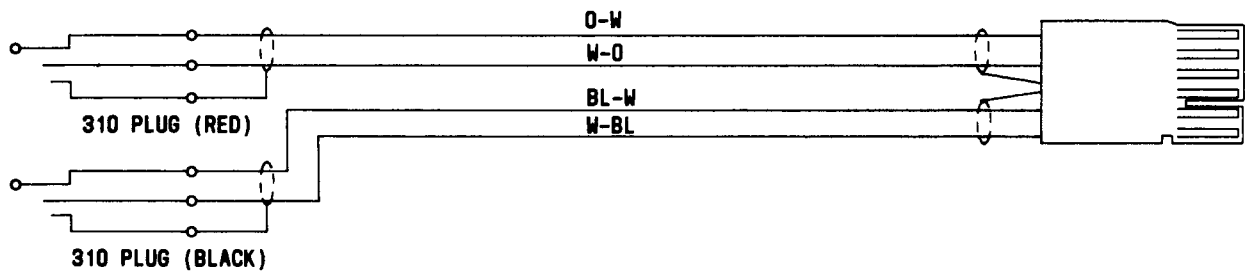 O-W
W-O
310 PLUG (RED)
BL-W
W-BL
310 PLUG (BLACK)